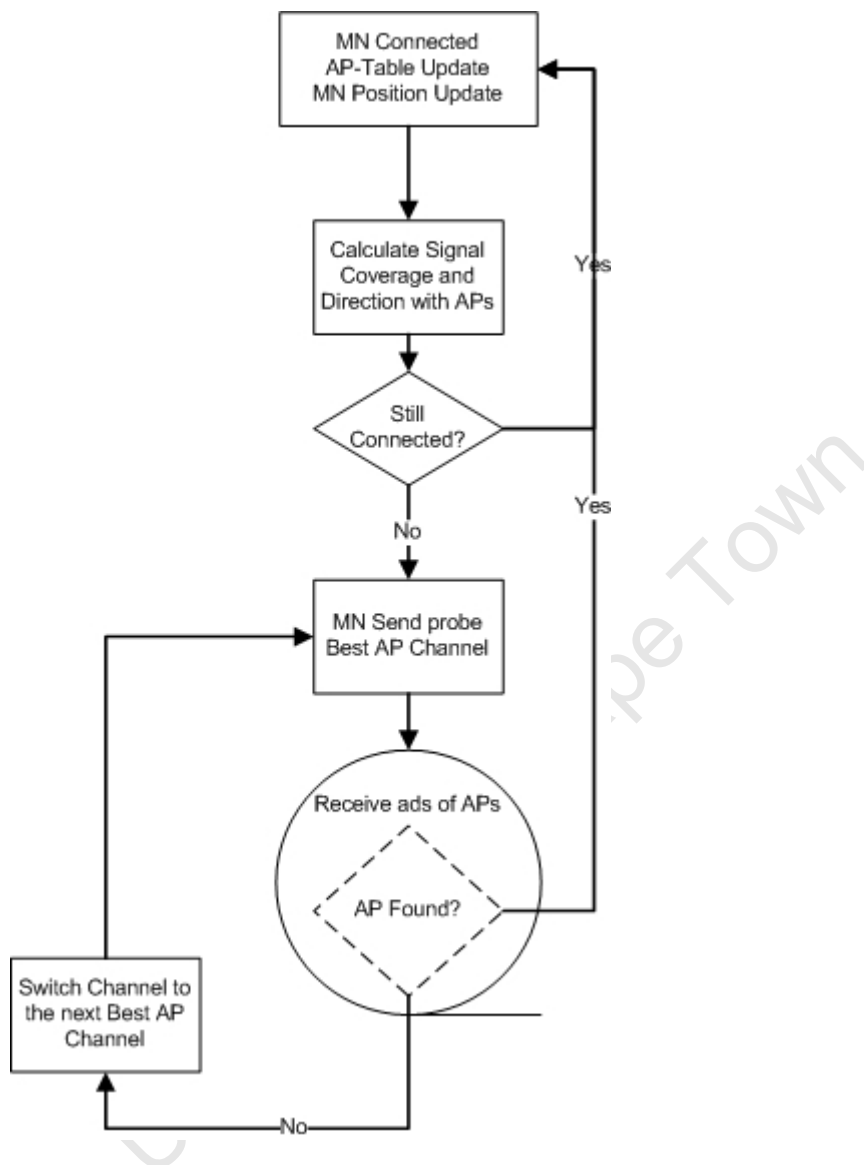 MN Connected
AP-Table Update
MN Position Update
Calculate Signal
Coverage and
Direction with APs
Yes
Still
Connected?
Yes
No
MN Send probe
Best AP Channel
Receive ads of APs
AP Found?
Switch Channel to
the next Best AP
Channel
No
Town